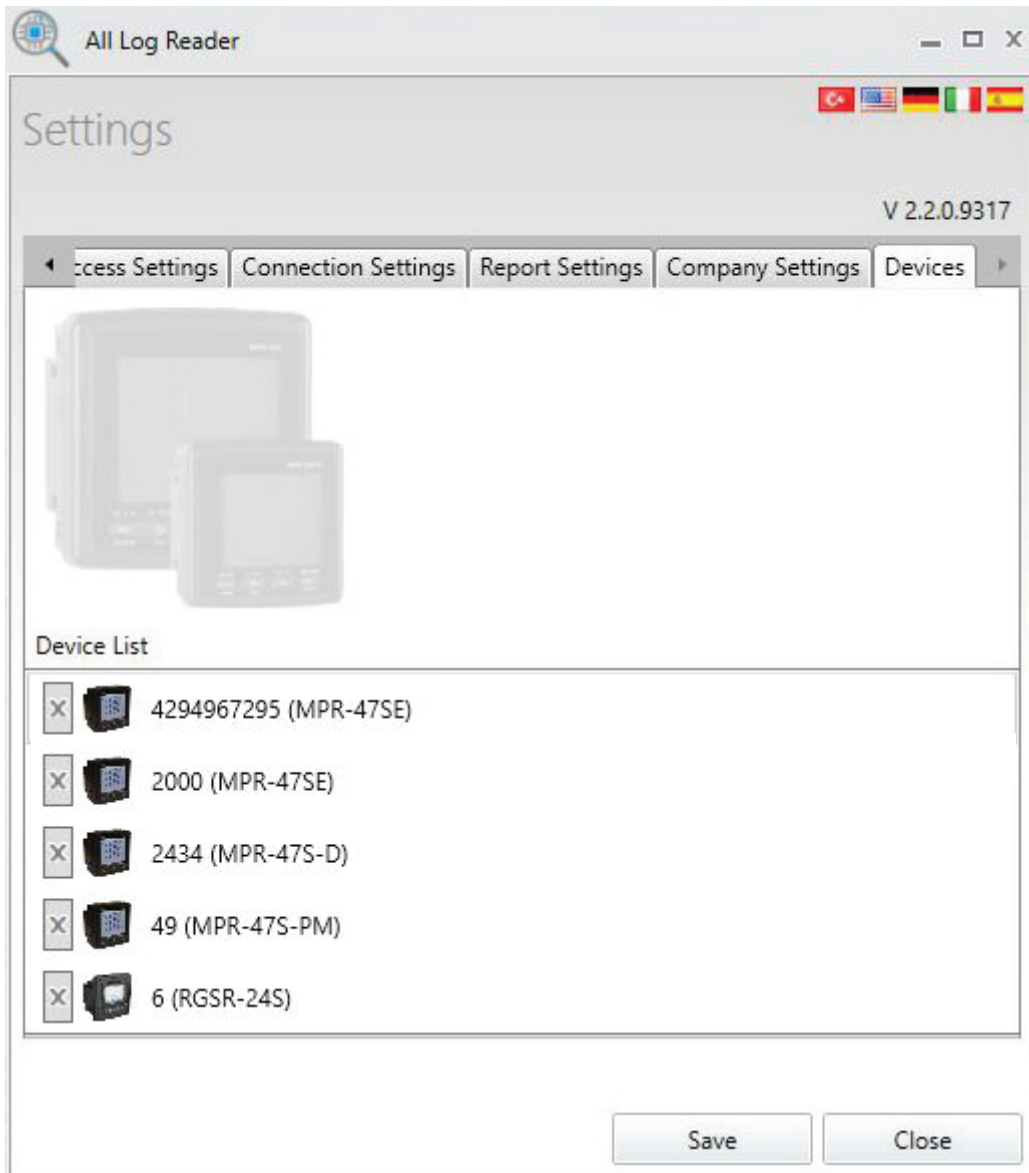 All Log Reader
Settings
V 2.2.0.9317
ccess Settings Connection Settings Report Settings Company Settings Devices
Device List
X 4294967295 (MPR-47SE)
X 2000 (MPR-47SE)
X 2434 (MPR-47S-D)
X 49 (MPR-47S-PM)
X 6 (RGSR-24S)
Save Close